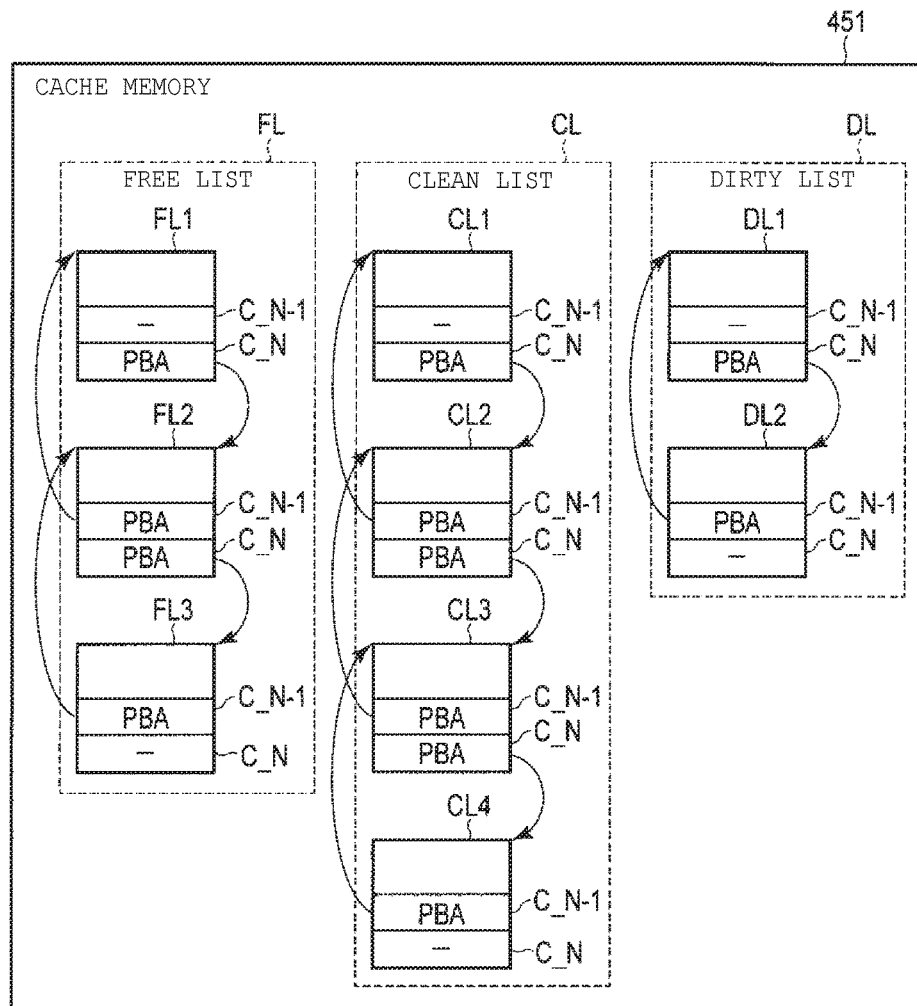 451
CACHE MEMORY
FL
FREE LIST
FL1
–
C_N-1
PBA
C_N
FL2
PBA
C_N-1
PBA
C_N
FL3
PBA
C_N-1
–
C_N
CL
CLEAN LIST
CL1
–
C_N-1
PBA
C_N
CL2
PBA
C_N-1
PBA
C_N
CL3
PBA
C_N-1
PBA
C_N
CL4
PBA
C_N-1
–
C_N
DL
DIRTY LIST
DL1
–
C_N-1
PBA
C_N
DL2
PBA
C_N-1
–
C_N